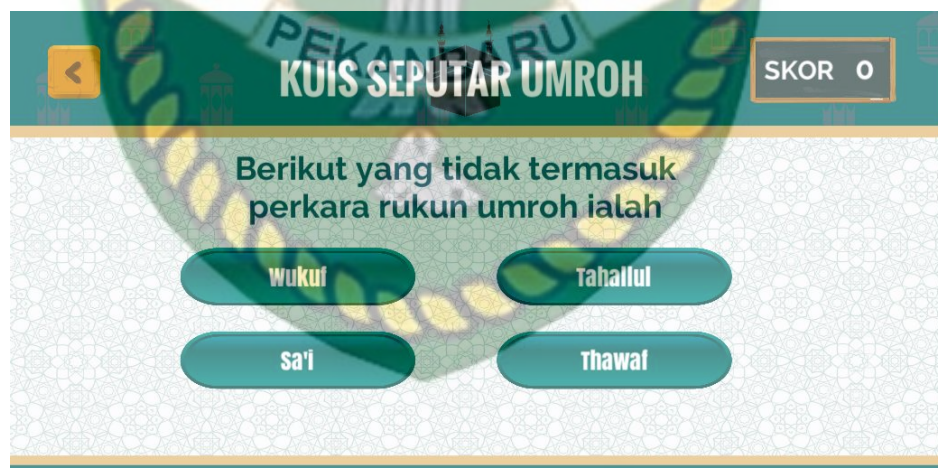 PEKANBARU
KUIS SEPUTAR UMROH
SKOR 0
Berikut yang tidak termasuk
perkara rukun umroh ialah
Wukuf
Tahallul
Sa'i
Thawaf